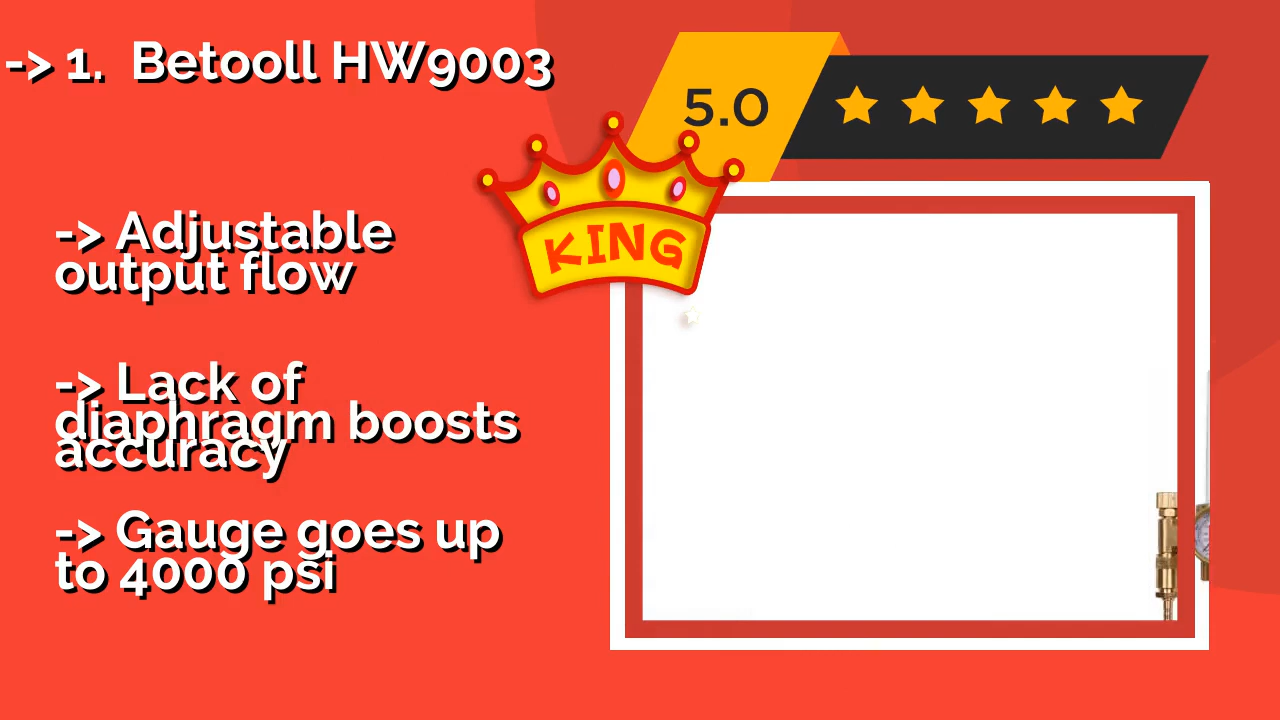 -> 1. Betooll HW9003
5.0
KING
-> Adjustable
output flow
-> Lack of
diaphragm boosts
accuracy
-> Gauge goes up
to 4000 psi